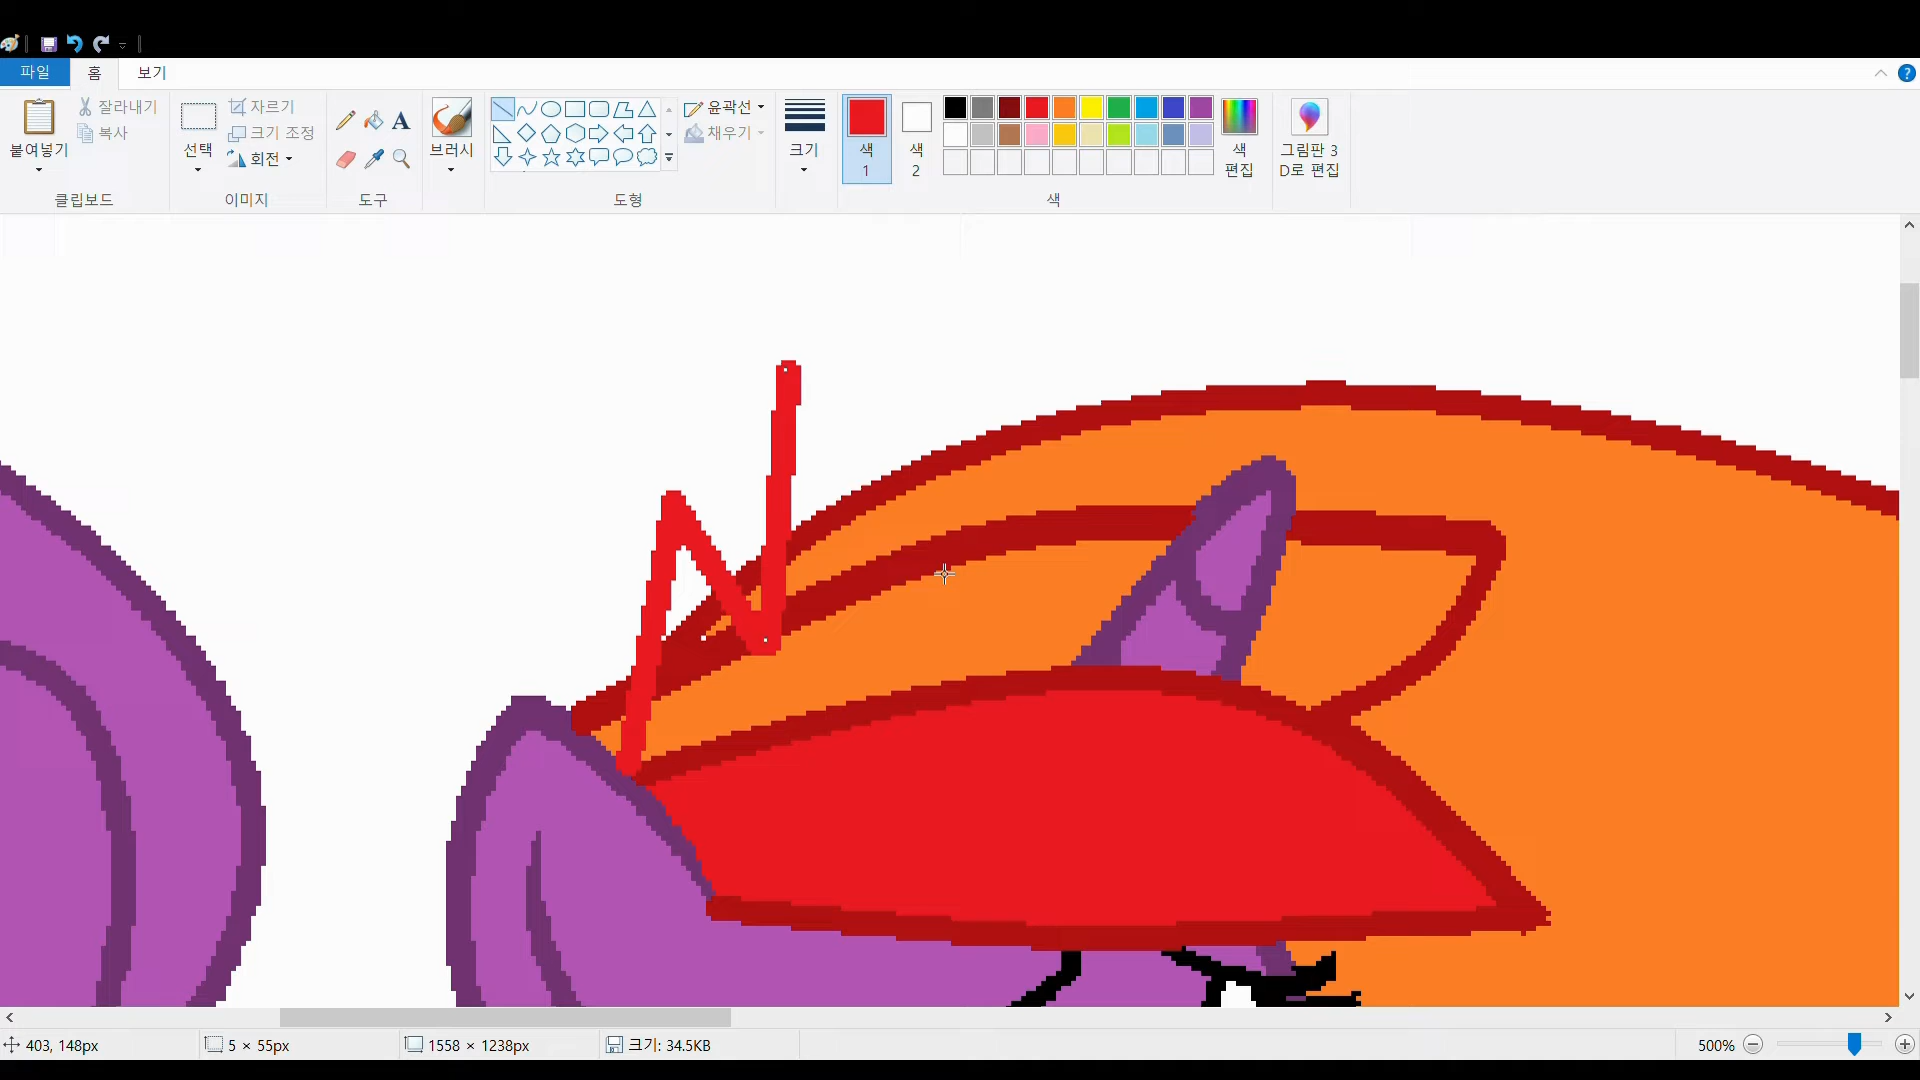 파일 홈 보기
잘라내기 자르기 윤곽선
복사 크기 조정 채우기
붙여넣기 선택 회전 브러시 크기 색 1 색 2 색 편집 그림판 3D로 편집
클립보드 이미지 도구 도형 색
403, 148px 5 × 55px 1558 × 1238px 크기: 34.5KB 500%